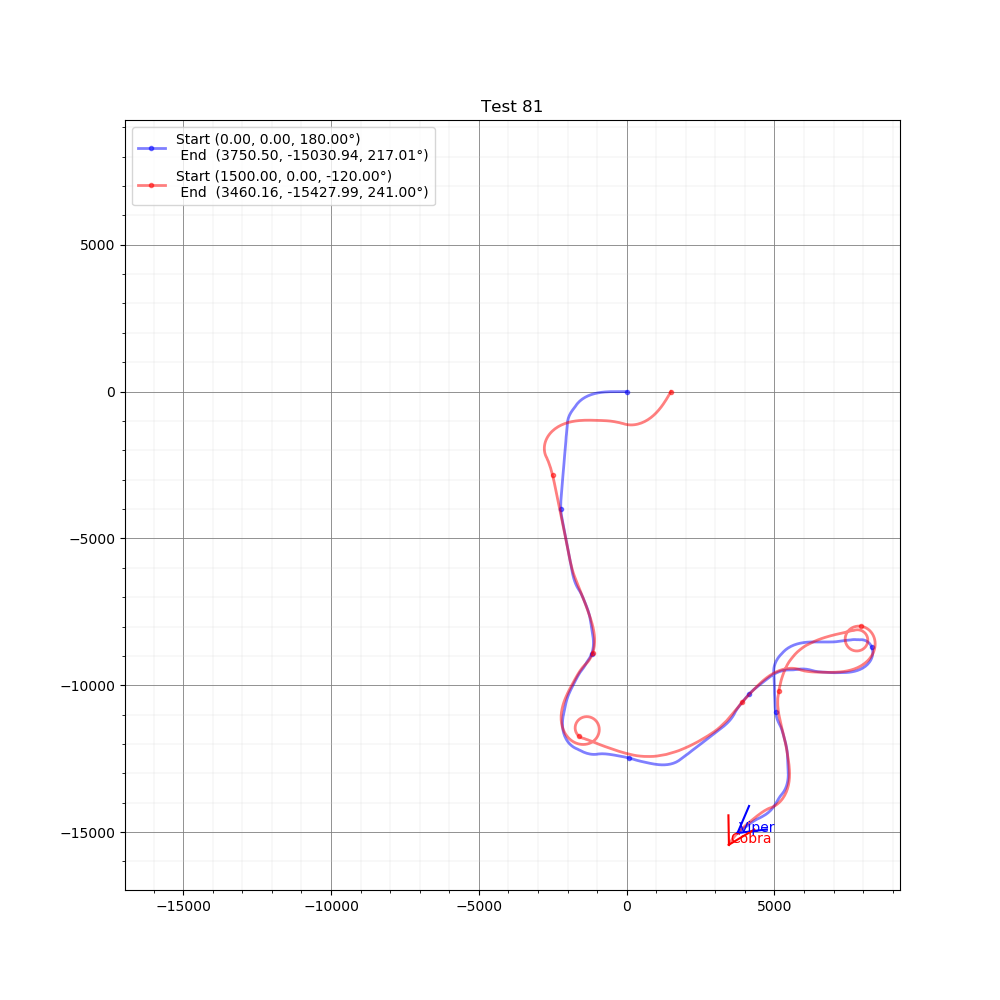 Test 81
Start (0.00, 0.00, 180.00°)
End (3750.50, -15030.94, 217.01°)
Start (1500.00, 0.00, -120.00°)
End (3460.16, -15427.99, 241.00°)
5000
0
−5000
−10000
−15000
Viper
Cobra
−15000 −10000 −5000 0 5000